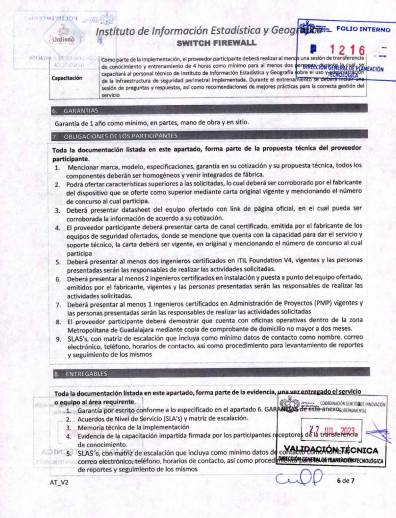 Instituto de Información Estadística y Geográfica
SWITCH FIREWALL
FOLIO INTERNO
1216
DIRECCIÓN GENERAL DE PLANEACIÓN
TECNOLÓGICA
Jalisco
Capacitación
Como parte de la implementación, el proveedor participante deberá realizar al menos una sesión de transferencia
de conocimiento y entrenamiento de 4 horas como mínimo para al menos dos personas, durante la cual, se
capacitará al personal técnico de Instituto de Información Estadística y Geografía sobre el uso y administración
de la infraestructura de seguridad perimetral implementada. Durante el entrenamiento se deberá incluir una
sesión de preguntas y respuestas, así como recomendaciones de mejores prácticas para la correcta gestión del
servicio
6. GARANTIAS
Garantía de 1 año como mínimo, en partes, mano de obra y en sitio.
7. OBLIGACIONES DE LOS PARTICIPANTES
Toda la documentación listada en este apartado, forma parte de la propuesta técnica del proveedor
participante.
1. Mencionar marca, modelo, especificaciones, garantía en su cotización y su propuesta técnica, todos los
componentes deberán ser homogéneos y venir integrados de fábrica.
2. Podrá ofertar características superiores a las solicitadas, lo cual deberá ser corroborado por el fabricante
del dispositivo que se oferte como superior mediante carta original vigente y mencionando el número
de concurso al cual participa.
3. Deberá presentar datasheet del equipo ofertado con link de página oficial, en el cual pueda ser
corroborada la información de acuerdo a su cotización.
4. El proveedor participante deberá presentar carta de canal certificado, emitida por el fabricante de los
equipos de seguridad ofertados, donde se mencione que cuenta con la capacidad para dar el servicio y
soporte técnico, la carta deberá ser vigente, en original y mencionando el número de concurso al cual
participa
5. Deberá presentar al menos dos ingenieros certificados en ITIL Foundation V4, vigentes y las personas
presentadas serán las responsables de realizar las actividades solicitadas.
6. Deberá presentar al menos 2 ingenieros certificados en instalación y puesta a punto del equipo ofertado,
emitidos por el fabricante, vigentes y las personas presentadas serán las responsables de realizar las
actividades solicitadas.
7. Deberá presentar al menos 1 ingenieros certificados en Administración de Proyectos (PMP) vigentes y
las personas presentadas serán las responsables de realizar las actividades solicitadas
8. El proveedor participante deberá demostrar que cuenta con oficinas operativas dentro de la zona
Metropolitana de Guadalajara mediante copia de comprobante de domicilio no mayor a dos meses.
9. SLAS's, con matriz de escalación que incluya como mínimo datos de contacto como nombre, correo
electrónico, teléfono, horarios de contacto, así como procedimiento para levantamiento de reportes
y seguimiento de los mismos
8. ENTREGABLES
Toda la documentación listada en este apartado, forma parte de la evidencia, una vez entregado el servicio
o equipo al área requirente.
1. Garantía por escrito conforme a lo especificado en el apartado 6. GARANTIAS de este anexo.
2. Acuerdos de Nivel de Servicio (SLA's) y matriz de escalación.
3. Memoria técnica de la implementación
4. Evidencia de la capacitación impartida firmada por los participantes receptores de la transferencia
de conocimiento.
5. SLAS's, con matriz de escalación que incluya como mínimo datos de contacto como nombre,
correo electrónico, teléfono, horarios de contacto, así como procedimiento para levantamiento
de reportes y seguimiento de los mismos
27 JUL 2023
VALIDACIÓN TÉCNICA
DIRECCIÓN GENERAL DE PLANEACIÓN TECNOLÓGICA
AT_V2
6 de 7